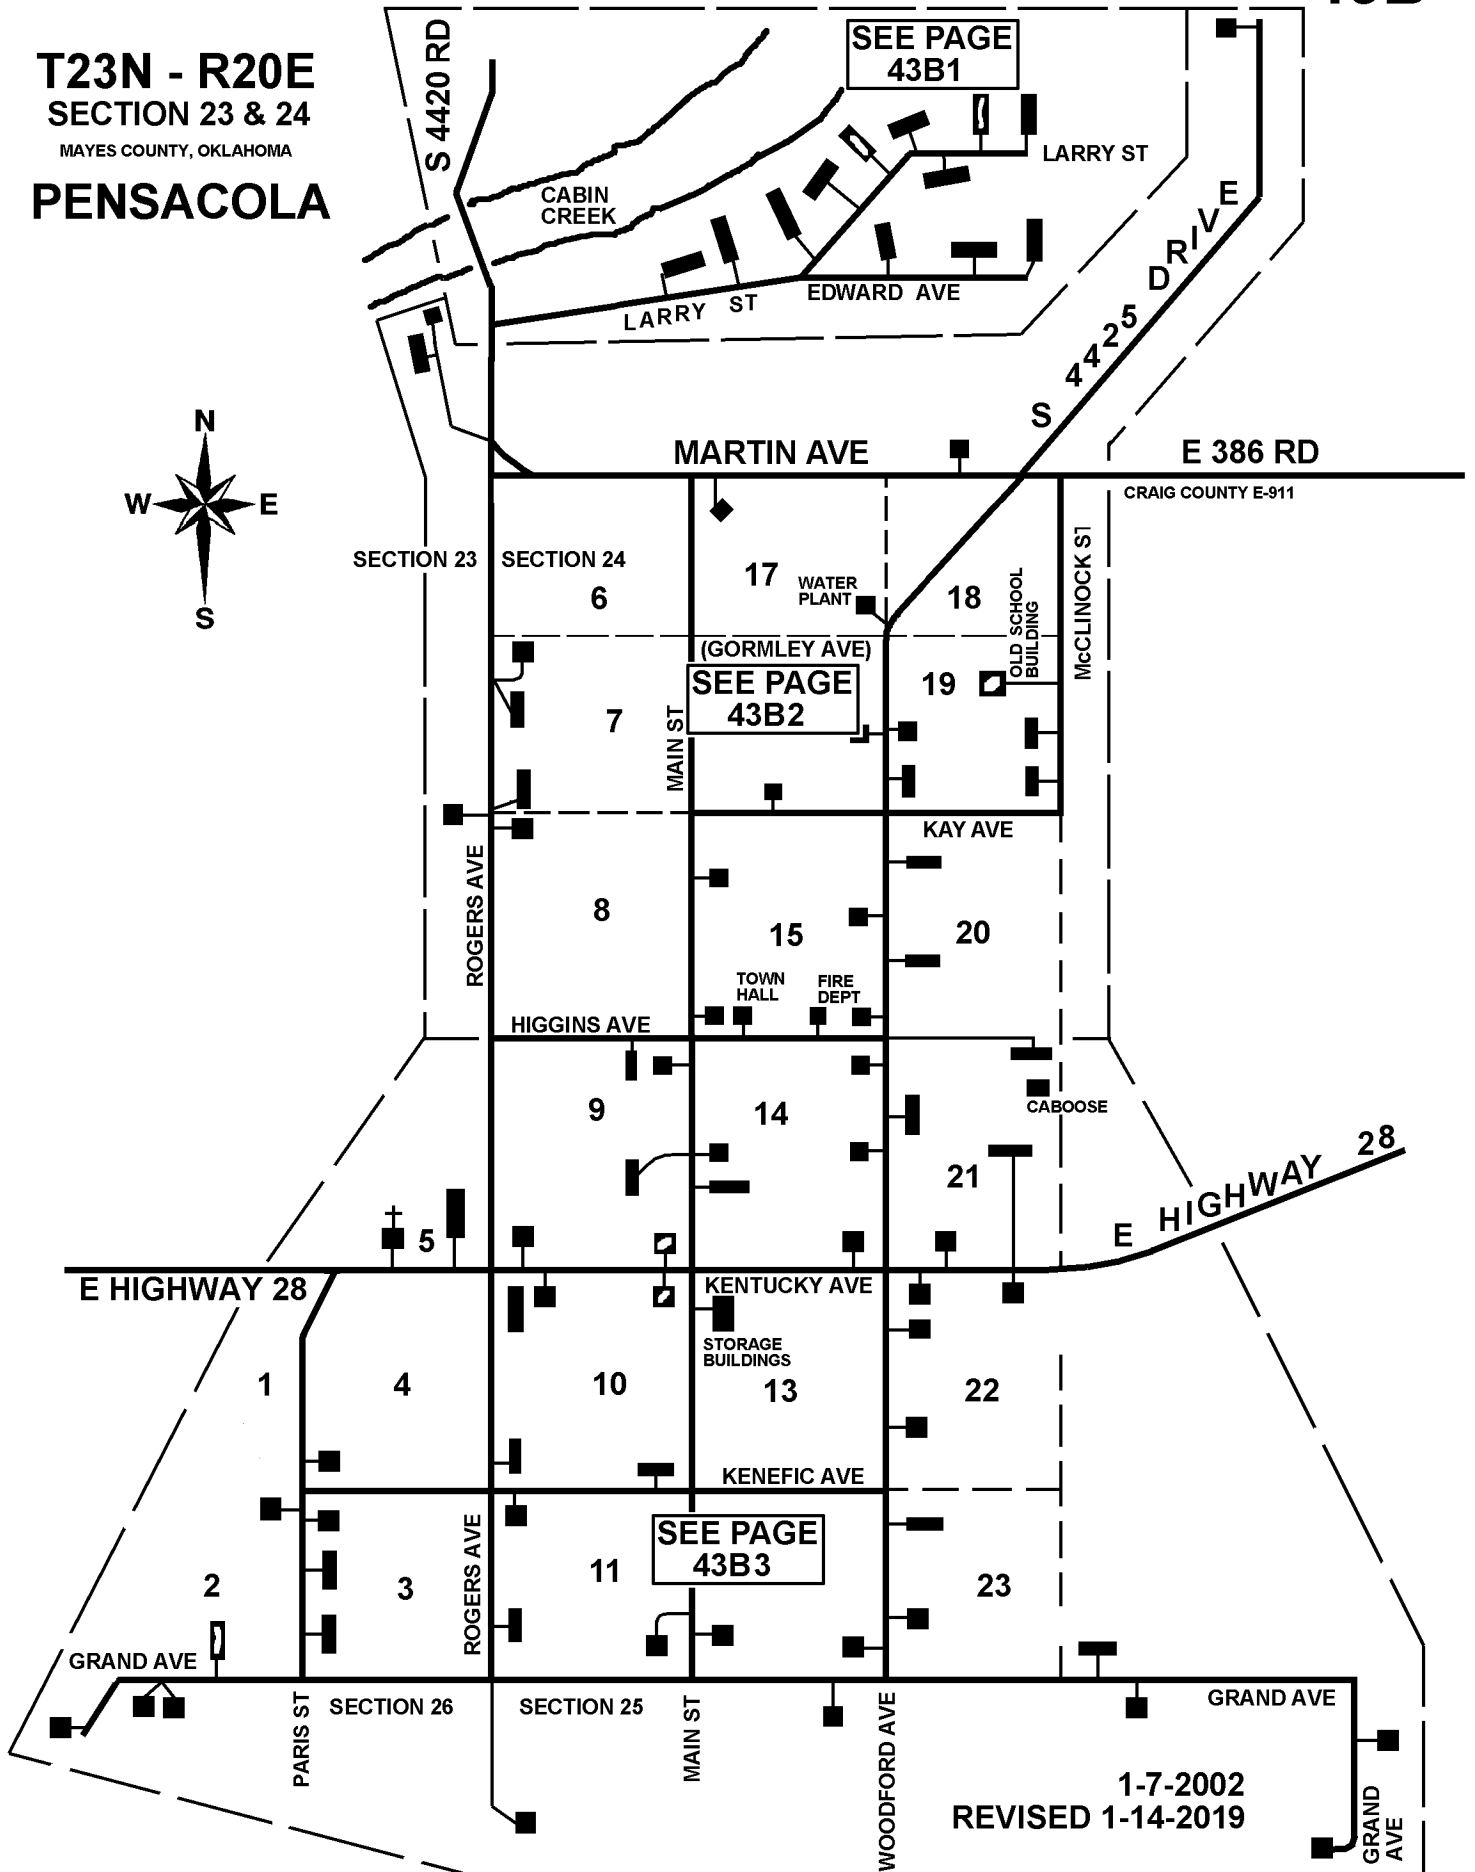 T23N - R20E
SECTION 23 & 24
MAYES COUNTY, OKLAHOMA
PENSACOLA
S 4420 RD
SEE PAGE
43B1
LARRY ST
CABIN
CREEK
EDWARD AVE
LARRY ST
S 4425 DRIVE
N
W
E
S
MARTIN AVE
E 386 RD
CRAIG COUNTY E-911
SECTION 23
SECTION 24
6
17
WATER
PLANT
18
OLD SCHOOL
BUILDING
McCLINOCK ST
(GORMLEY AVE)
SEE PAGE
43B2
19
7
MAIN ST
KAY AVE
ROGERS AVE
8
15
20
TOWN
HALL
FIRE
DEPT
HIGGINS AVE
9
14
CABOOSE
21
5
E HIGHWAY 28
E HIGHWAY 28
KENTUCKY AVE
STORAGE
BUILDINGS
1
4
10
13
22
KENEFIC AVE
ROGERS AVE
SEE PAGE
43B3
2
3
11
23
GRAND AVE
PARIS ST
SECTION 26
SECTION 25
MAIN ST
WOODFORD AVE
GRAND AVE
1-7-2002
REVISED 1-14-2019
GRAND
AVE